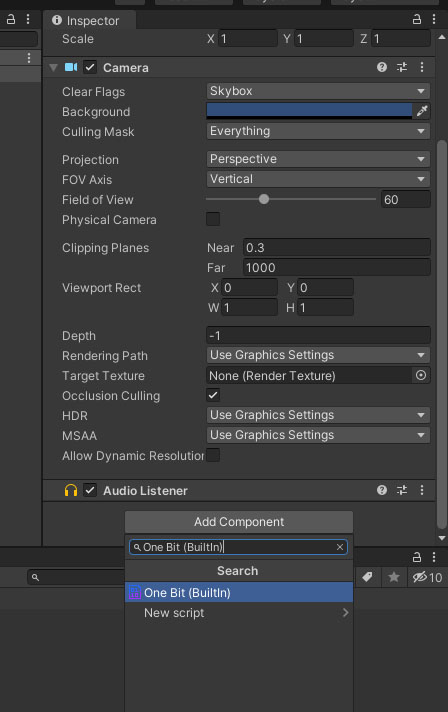 Inspector
Scale X 1 Y 1 Z 1
Camera
Clear Flags Skybox
Background
Culling Mask Everything
Projection Perspective
FOV Axis Vertical
Field of View 60
Physical Camera
Clipping Planes Near 0.3
Far 1000
Viewport Rect X 0 Y 0
W 1 H 1
Depth -1
Rendering Path Use Graphics Settings
Target Texture None (Render Texture)
Occlusion Culling
HDR Use Graphics Settings
MSAA Use Graphics Settings
Allow Dynamic Resolution
Audio Listener
Add Component
One Bit (BuiltIn)
Search
10
One Bit (BuiltIn)
New script